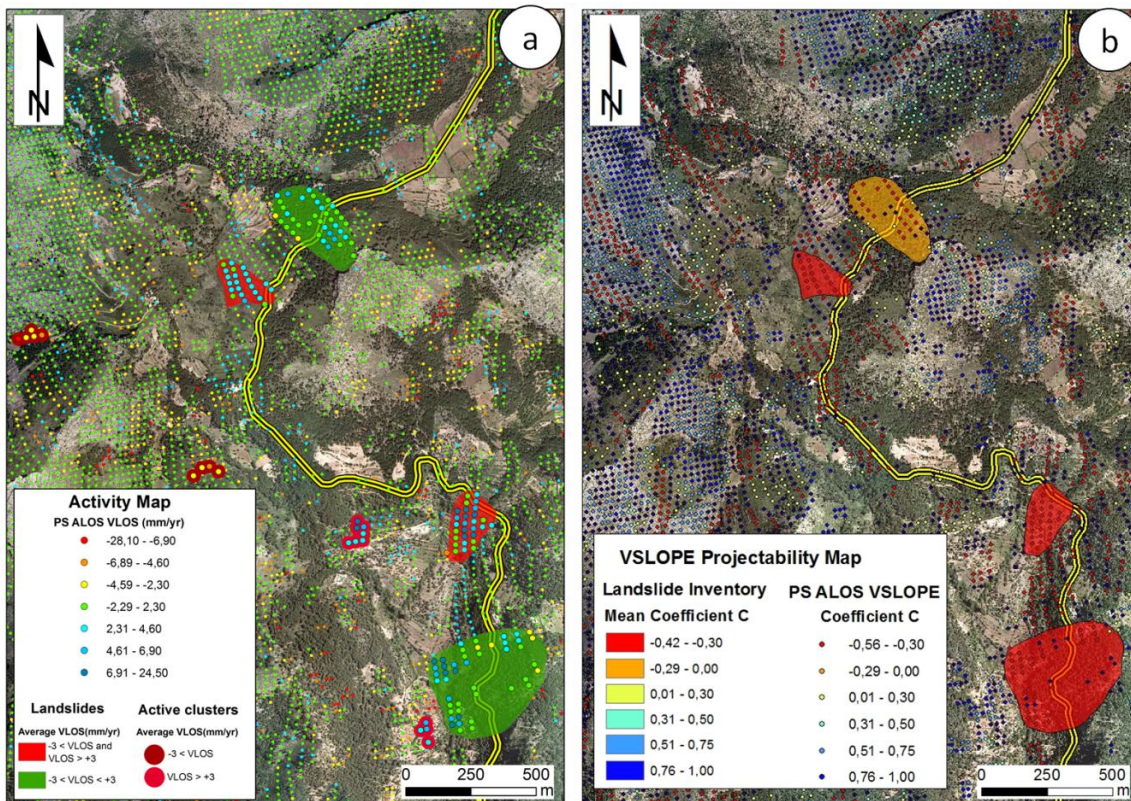 N
a
Activity Map
PS ALOS VLOS (mm/yr)
-28,10 - -6,90
-6,89 - -4,60
-4,59 - -2,30
-2,29 - 2,30
2,31 - 4,60
4,61 - 6,90
6,91 - 24,50
Landslides
Average VLOS(mm/yr)
-3 < VLOS and
VLOS > +3
-3 < VLOS < +3
Active clusters
Average VLOS(mm/yr)
-3 < VLOS
VLOS > +3
0 250 500
m
N
b
VSLOPE Projectability Map
Landslide Inventory
Mean Coefficient C
-0,42 - -0,30
-0,29 - 0,00
0,01 - 0,30
0,31 - 0,50
0,51 - 0,75
0,76 - 1,00
PS ALOS VSLOPE
Coefficient C
-0,56 - -0,30
-0,29 - 0,00
0,01 - 0,30
0,31 - 0,50
0,51 - 0,75
0,76 - 1,00
0 250 500
m